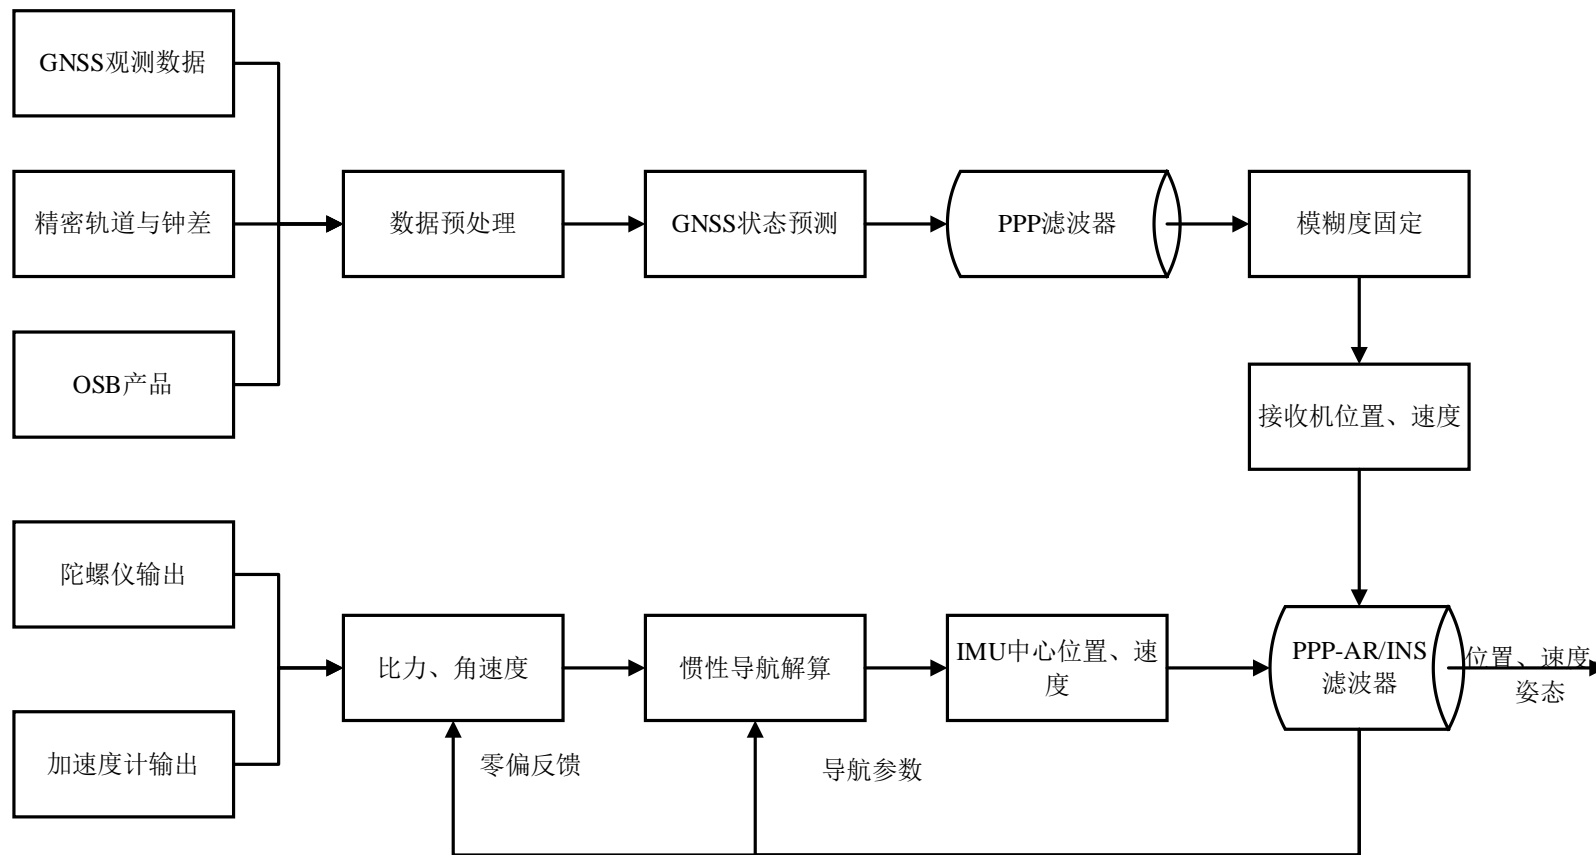 GNSS观测数据
精密轨道与钟差
数据预处理
GNSS状态预测
PPP滤波器
模糊度固定
OSB产品
接收机位置、速度
陀螺仪输出
比力、角速度
惯性导航解算
IMU中心位置、速
度
PPP-AR/INS
滤波器
位置、速度
姿态
加速度计输出
零偏反馈
导航参数